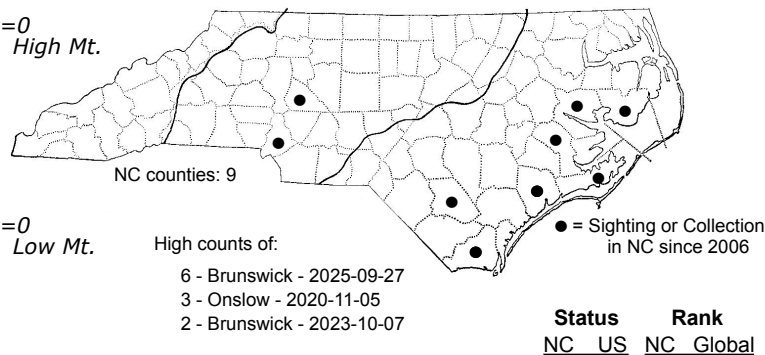 =0
High Mt.
NC counties: 9
=0
Low Mt.
High counts of:
6 - Brunswick - 2025-09-27
3 - Onslow - 2020-11-05
2 - Brunswick - 2023-10-07
● = Sighting or Collection
in NC since 2006
Status Rank
NC US NC Global